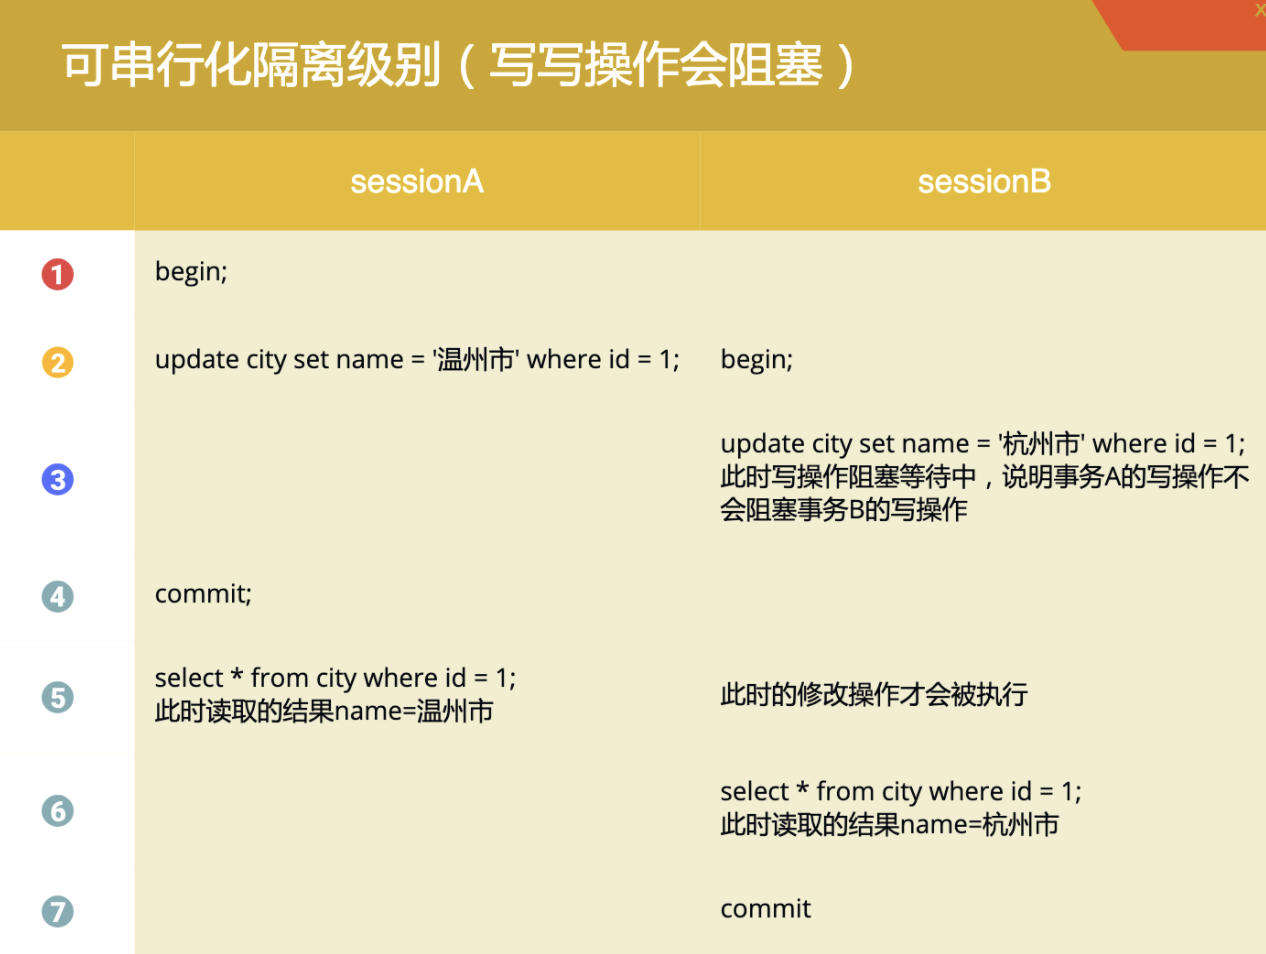 x
可串行化隔离级别（写写操作会阻塞）
sessionA
sessionB
1
begin;
2
update city set name = '温州市' where id = 1;
begin;
3
update city set name = '杭州市' where id = 1;
此时写操作阻塞等待中，说明事务A的写操作不
会阻塞事务B的写操作
4
commit;
5
select * from city where id = 1;
此时读取的结果name=温州市
此时的修改操作才会被执行
6
select * from city where id = 1;
此时读取的结果name=杭州市
7
commit